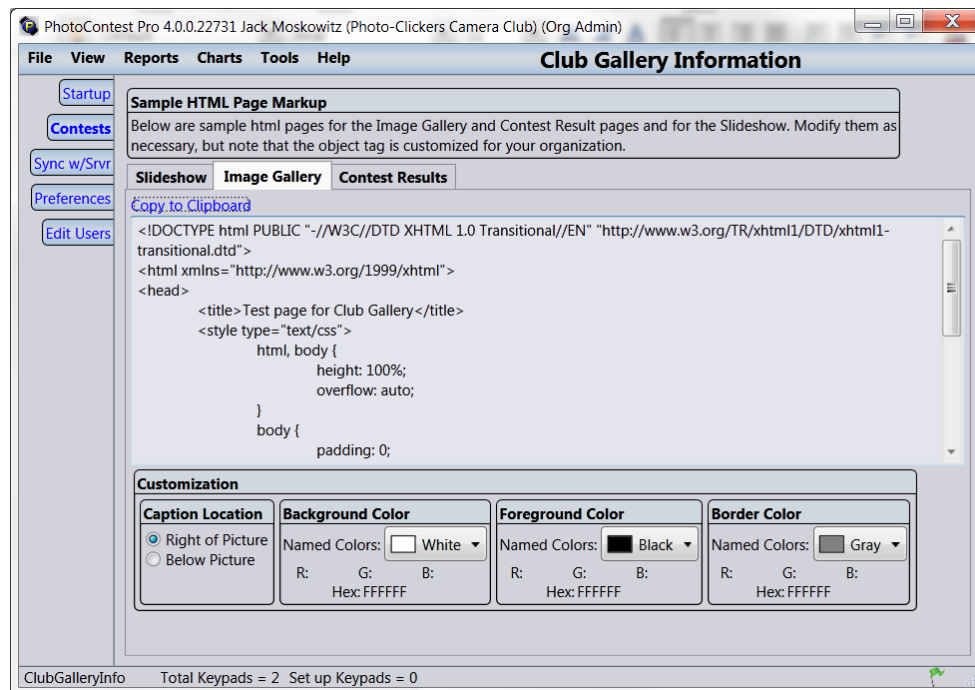 PhotoContest Pro 4.0.0.22731 Jack Moskowitz (Photo-Clickers Camera Club) (Org Admin)
File View Reports Charts Tools Help
Club Gallery Information
Startup
Contests
Sync w/Srvr
Preferences
Edit Users
Sample HTML Page Markup
Below are sample html pages for the Image Gallery and Contest Result pages and for the Slideshow. Modify them as
necessary, but note that the object tag is customized for your organization.
Slideshow Image Gallery Contest Results
Copy to Clipboard
<!DOCTYPE html PUBLIC "-//W3C//DTD XHTML 1.0 Transitional//EN" "http://www.w3.org/TR/xhtml1/DTD/xhtml1-
transitional.dtd">
<html xmlns="http://www.w3.org/1999/xhtml">
<head>
<title>Test page for Club Gallery</title>
<style type="text/css">
html, body {
height: 100%;
overflow: auto;
}
body {
padding: 0;
Customization
Caption Location
Right of Picture
Below Picture
Background Color
Named Colors: White
R: G: B:
Hex: FFFFFF
Foreground Color
Named Colors: Black
R: G: B:
Hex: FFFFFF
Border Color
Named Colors: Gray
R: G: B:
Hex: FFFFFF
ClubGalleryInfo Total Keypads = 2 Set up Keypads = 0